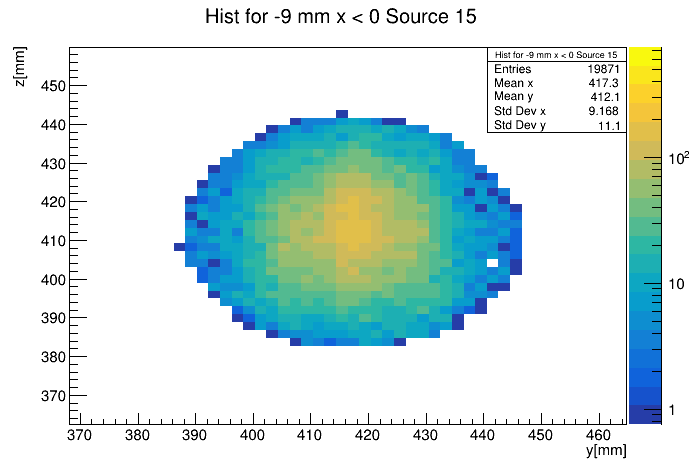 Hist for -9 mm x < 0 Source 15
z[mm]
Hist for -9 mm x < 0 Source 15
Entries 19871
Mean x 417.3
Mean y 412.1
Std Dev x 9.168
Std Dev y 11.1
450
440
430
420
410
400
390
380
370
10²
10
1
370 380 390 400 410 420 430 440 450 460
y[mm]